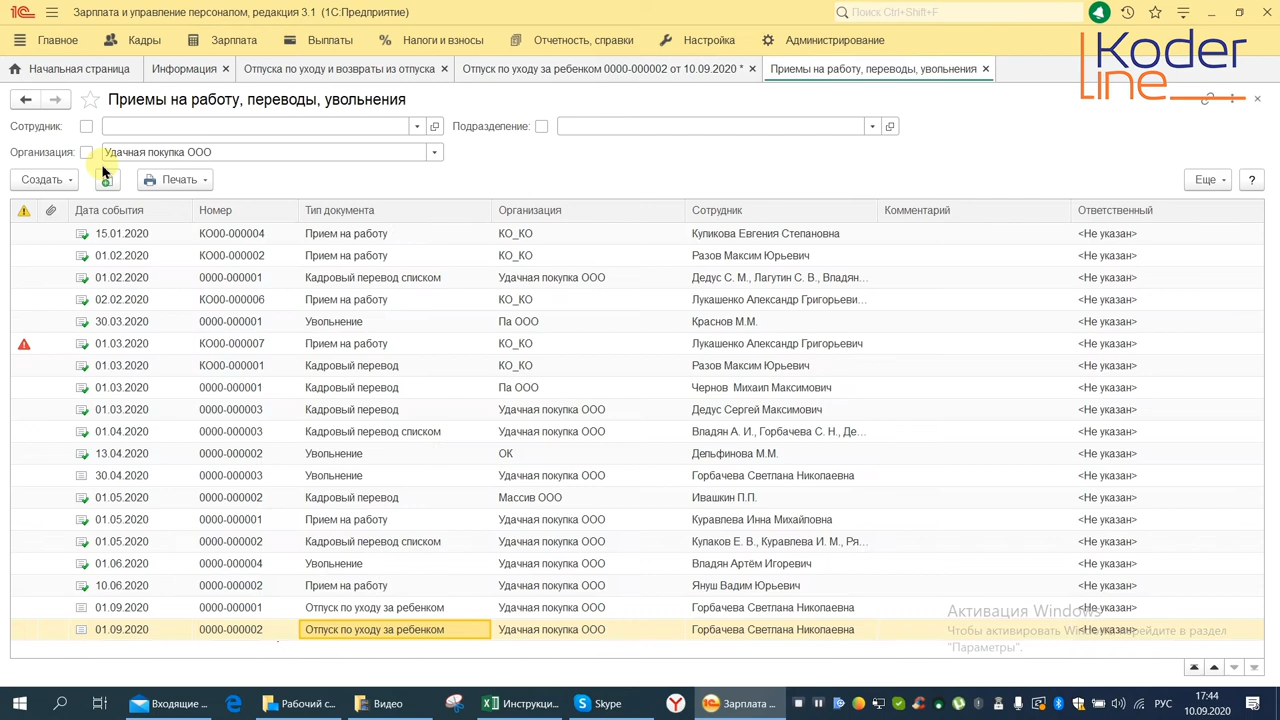 1С Зарплата и управление персоналом, редакция 3.1 (1С:Предприятие) Поиск Ctrl+Shift+F
Главное Кадры Зарплата Выплаты Налоги и взносы Отчетность, справки Настройка Администрирование
Koder line
Начальная страница Информация × Отпуска по уходу и возвраты из отпуска × Отпуск по уходу за ребенком 0000-000002 от 10.09.2020 * × Приемы на работу, переводы, увольнения ×
Приемы на работу, переводы, увольнения
Сотрудник: Подразделение:
Организация: Удачная покупка ООО
Создать Печать Еще ?
Дата события Номер Тип документа Организация Сотрудник Комментарий Ответственный
15.01.2020 КО00-000004 Прием на работу КО_КО Куликова Евгения Степановна <Не указан>
01.02.2020 КО00-000002 Прием на работу КО_КО Разов Максим Юрьевич <Не указан>
01.02.2020 0000-000001 Кадровый перевод списком Удачная покупка ООО Дедус С. М., Лагутин С. В., Владян... <Не указан>
02.02.2020 КО00-000006 Прием на работу КО_КО Лукашенко Александр Григорьеви... <Не указан>
30.03.2020 0000-000001 Увольнение Ла ООО Краснов М.М. <Не указан>
01.03.2020 КО00-000007 Прием на работу КО_КО Лукашенко Александр Григорьевич <Не указан>
01.03.2020 КО00-000001 Кадровый перевод КО_КО Разов Максим Юрьевич <Не указан>
01.03.2020 0000-000001 Кадровый перевод Ла ООО Чернов Михаил Максимович <Не указан>
01.03.2020 0000-000003 Кадровый перевод Удачная покупка ООО Дедус Сергей Максимович <Не указан>
01.04.2020 0000-000003 Кадровый перевод списком Удачная покупка ООО Владян А. И., Горбачева С. Н., Де... <Не указан>
13.04.2020 0000-000002 Увольнение ОК Дельфинова М.М. <Не указан>
30.04.2020 0000-000003 Увольнение Удачная покупка ООО Горбачева Светлана Николаевна <Не указан>
01.05.2020 0000-000002 Кадровый перевод Массив ООО Ивашкин П.П. <Не указан>
01.05.2020 0000-000001 Прием на работу Удачная покупка ООО Куравлева Инна Михайловна <Не указан>
01.05.2020 0000-000002 Кадровый перевод списком Удачная покупка ООО Кулаков Е. В., Куравлева И. М., Ря... <Не указан>
01.06.2020 0000-000004 Увольнение Удачная покупка ООО Владян Артём Игоревич <Не указан>
10.06.2020 0000-000002 Прием на работу Удачная покупка ООО Януш Вадим Юрьевич <Не указан>
01.09.2020 0000-000001 Отпуск по уходу за ребенком Удачная покупка ООО Горбачева Светлана Николаевна <Не указан>
01.09.2020 0000-000002 Отпуск по уходу за ребенком Удачная покупка ООО Горбачева Светлана Николаевна <Не указан>
Активация Windows
Чтобы активировать Windows, перейдите в раздел
"Параметры".
Входящие ... Рабочий с... Видео Инструкци... Skype Зарплата ... РУС 17:44
10.09.2020